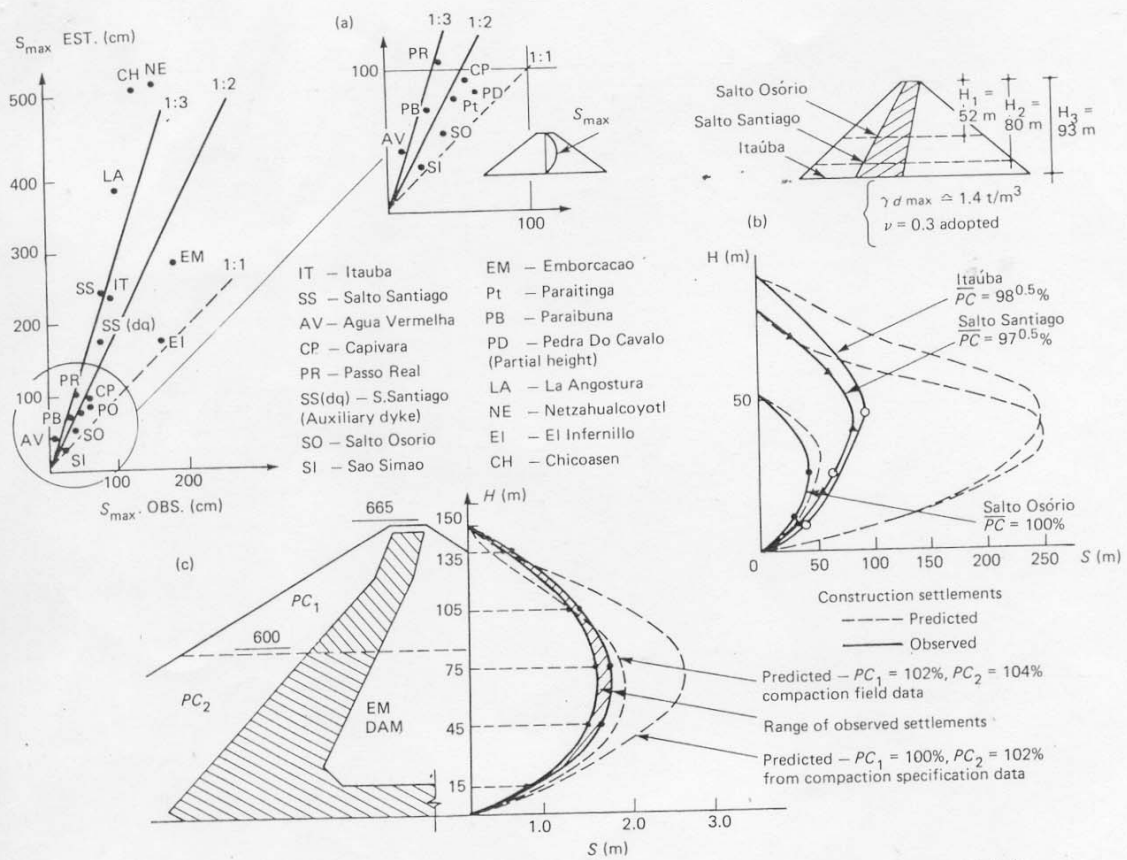 S max EST. (cm)
500
400
300
200
100
0
100
200
S max. OBS. (cm)
CH
NE
1:3
1:2
LA
EM
1:1
SS
IT
SS (dq)
EI
PR
CP
PB
PO
AV
SO
SI
(a)
1:3
1:2
1:1
100
PR
CP
PD
PB
Pt
AV
SO
SI
S max
100
IT – Itauba
SS – Salto Santiago
AV – Agua Vermelha
CP – Capivara
PR – Passo Real
SS(dq) – S.Santiago
(Auxiliary dyke)
SO – Salto Osorio
SI – Sao Simao
EM – Emborcacao
Pt – Paraitinga
PB – Paraibuna
PD – Pedra Do Cavalo
(Partial height)
LA – La Angostura
NE – Netzahualcoyotl
EI – El Infernillo
CH – Chicoasen
Salto Osório
Salto Santiago
Itaúba
H1 = 52 m
H2 = 80 m
H3 = 93 m
γ d max ≃ 1.4 t/m³
ν = 0.3 adopted
(b)
H (m)
Itaúba
PC = 98^0.5%
Salto Santiago
PC = 97^0.5%
50
Salto Osório
PC = 100%
0
50
100
150
200
250
S (m)
Construction settlements
Predicted
Observed
(c)
665
PC1
600
PC2
EM
DAM
H (m)
150
135
105
75
45
15
1.0
2.0
3.0
S (m)
Predicted – PC1 = 102%, PC2 = 104%
compaction field data
Range of observed settlements
Predicted – PC1 = 100%, PC2 = 102%
from compaction specification data